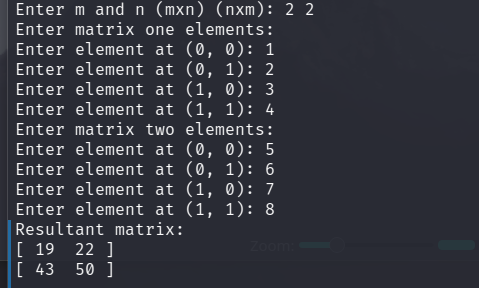 Enter m and n (mxn) (nxm): 2 2
Enter matrix one elements:
Enter element at (0, 0): 1
Enter element at (0, 1): 2
Enter element at (1, 0): 3
Enter element at (1, 1): 4
Enter matrix two elements:
Enter element at (0, 0): 5
Enter element at (0, 1): 6
Enter element at (1, 0): 7
Enter element at (1, 1): 8
Resultant matrix:
[ 19  22 ]
Zoom:
[ 43  50 ]